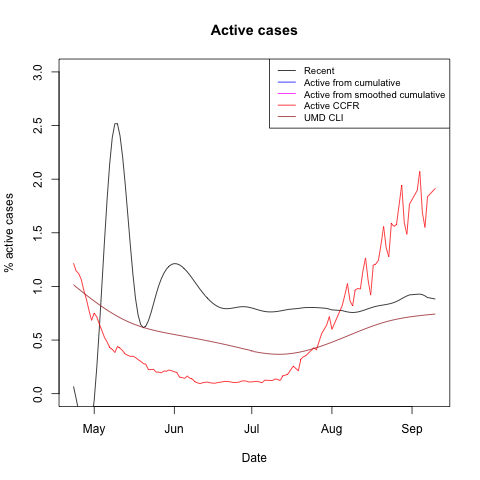 Active cases
Recent
Active from cumulative
Active from smoothed cumulative
Active CCFR
UMD CLI
3.0
2.5
2.0
1.5
1.0
0.5
0.0
% active cases
May Jun Jul Aug Sep
Date